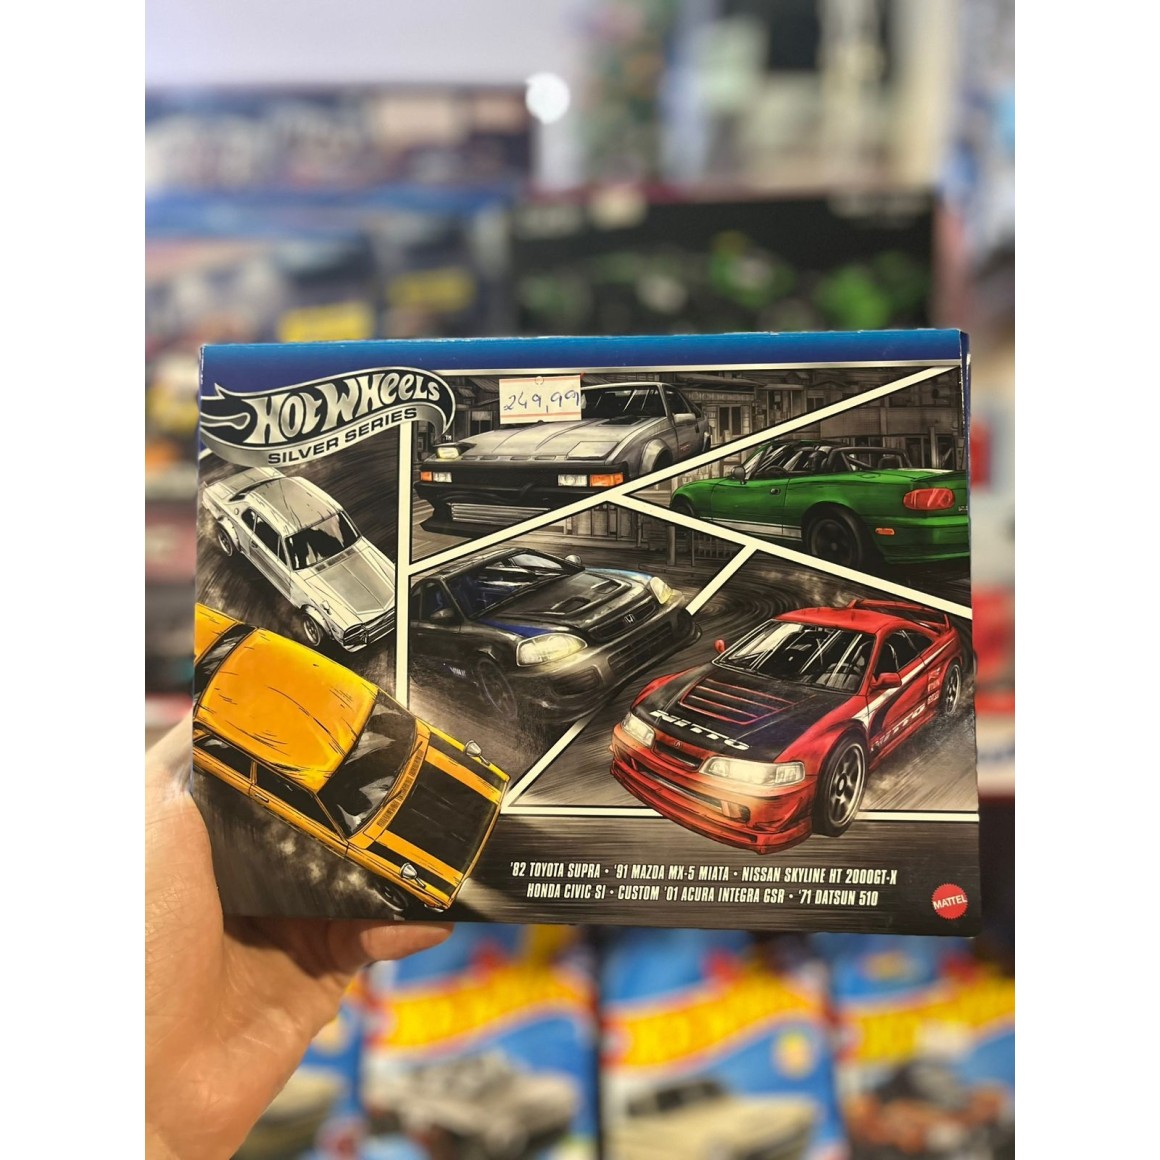 HOT WHEELS
SILVER SERIES
249,99
NITTO
NITTO
'82 TOYOTA SUPRA • '91 MAZDA MX-5 MIATA • NISSAN SKYLINE HT 2000GT-X
HONDA CIVIC SI • CUSTOM '01 ACURA INTEGRA GSR • '71 DATSUN 510
MATTEL